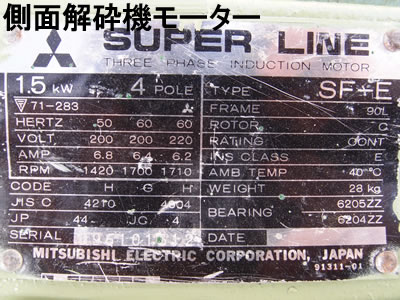 側面解砕機モーター
SUPER LINE
THREE PHASE INDUCTION MOTOR
1.5 kW 4 POLE TYPE SF-E
71-283 FRAME 90L
HERTZ 50 60 60 ROTOR C
VOLT 200 200 220 RATING CONT
AMP 6.8 6.4 6.2 INS CLASS E
RPM 1420 1700 1710 AMB. TEMP 40 °C
CODE H G H WEIGHT 28 kg
JIS C 4210 4004 BEARING 6205ZZ
JP 44 JC 4 6204ZZ
SERIAL DATE
MITSUBISHI ELECTRIC CORPORATION, JAPAN
91311-01